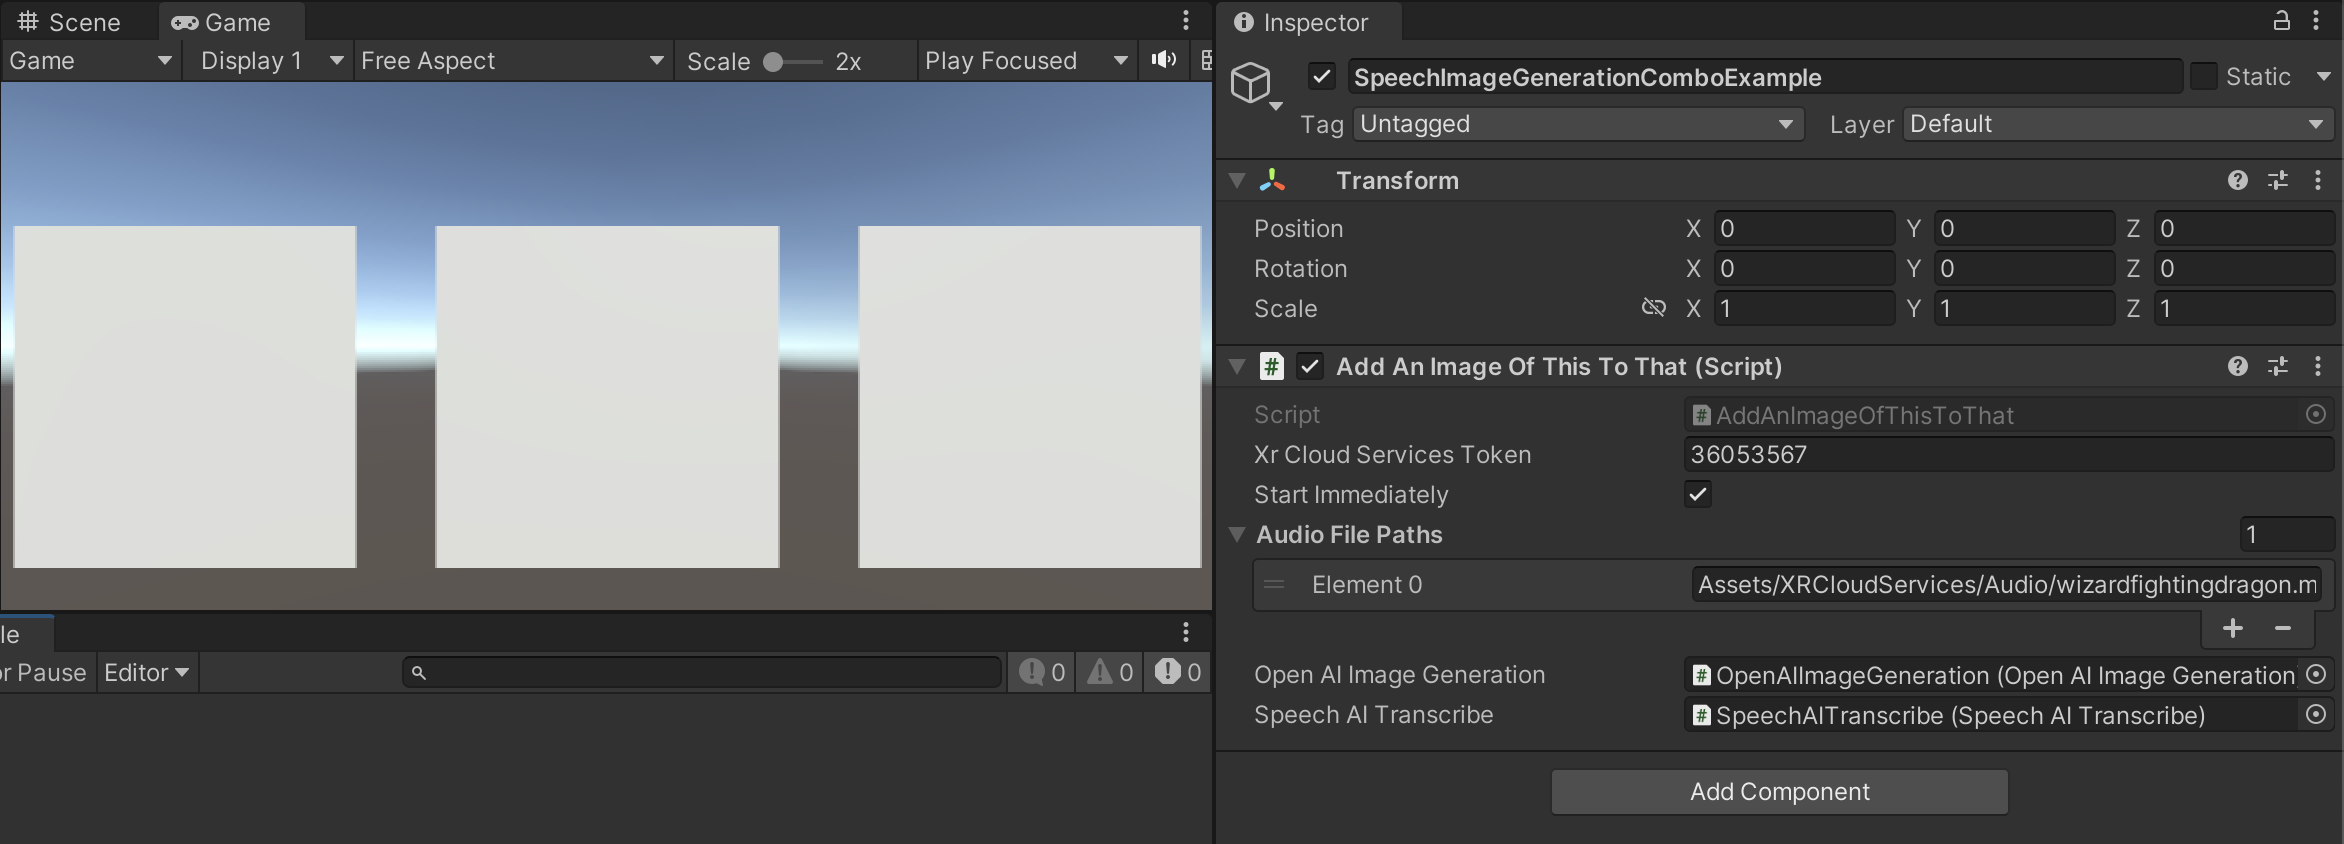 Scene
Game
Game
Display 1
Free Aspect
Scale
2x
Play Focused
le
or Pause
Editor
0
0
0
Inspector
SpeechImageGenerationComboExample
Static
Tag
Untagged
Layer
Default
Transform
Position X 0 Y 0 Z 0
Rotation X 0 Y 0 Z 0
Scale X 1 Y 1 Z 1
# Add An Image Of This To That (Script)
Script # AddAnImageOfThisToThat
Xr Cloud Services Token 36053567
Start Immediately
Audio File Paths 1
Element 0 Assets/XRCloudServices/Audio/wizardfightingdragon.m
+ −
Open AI Image Generation # OpenAIImageGeneration (Open AI Image Generation)
Speech AI Transcribe # SpeechAITranscribe (Speech AI Transcribe)
Add Component